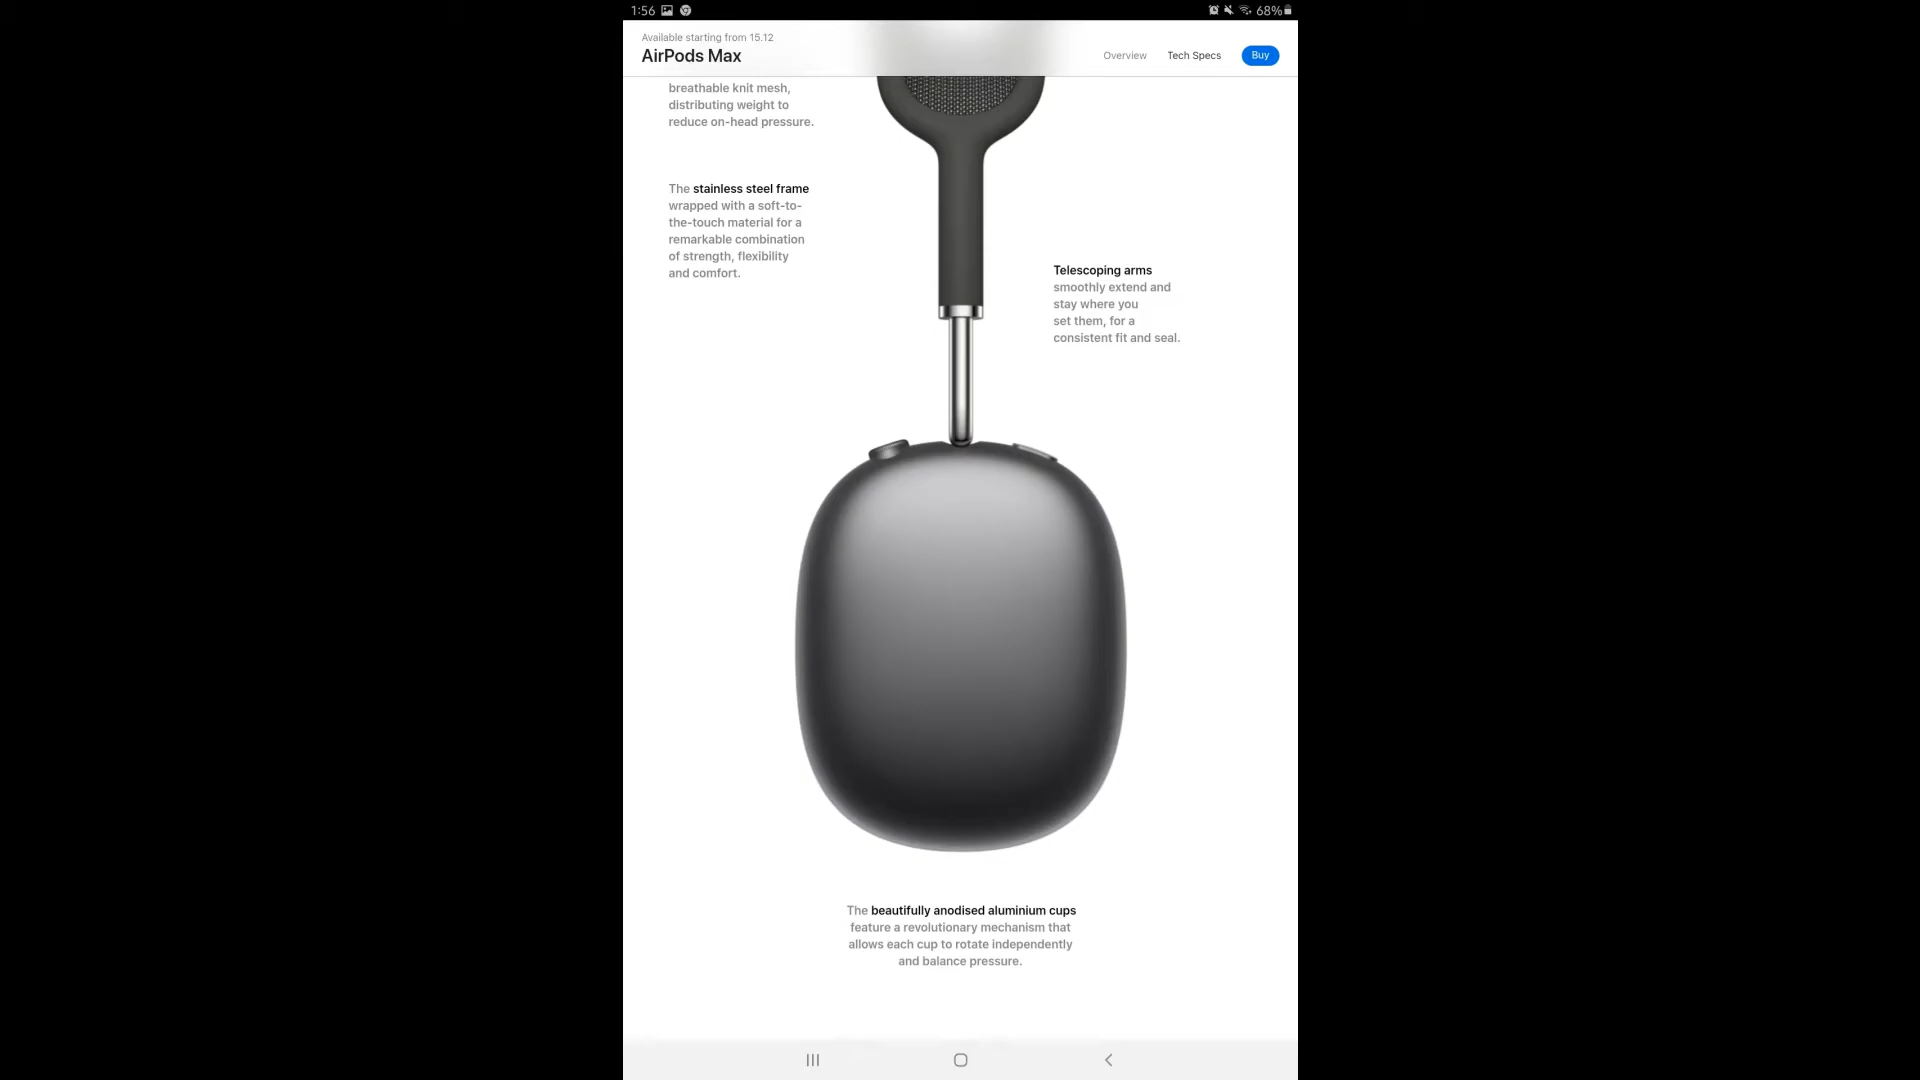 1:56
68%
Available starting from 15.12
AirPods Max
Overview
Tech Specs
Buy
breathable knit mesh,
distributing weight to
reduce on-head pressure.
The stainless steel frame
wrapped with a soft-to-
the-touch material for a
remarkable combination
of strength, flexibility
and comfort.
Telescoping arms
smoothly extend and
stay where you
set them, for a
consistent fit and seal.
The beautifully anodised aluminium cups
feature a revolutionary mechanism that
allows each cup to rotate independently
and balance pressure.